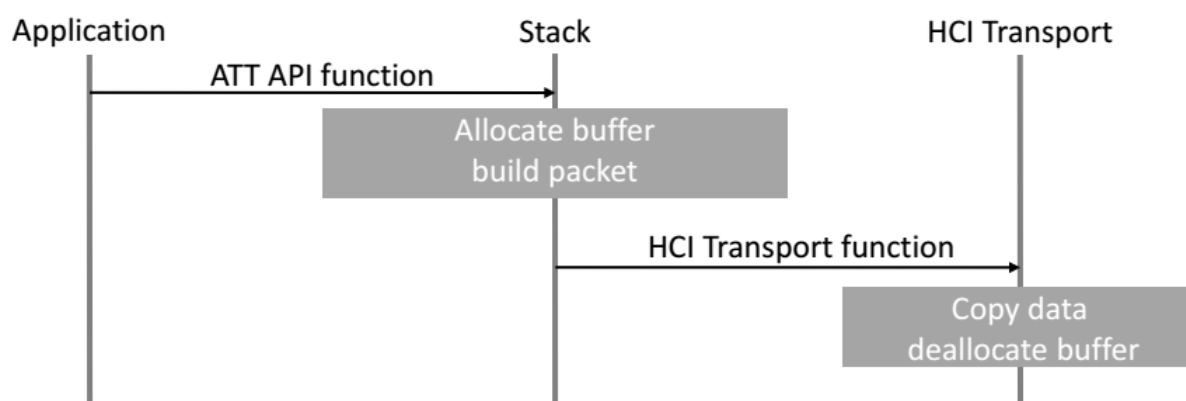 Application
Stack
HCI Transport
ATT API function
Allocate buffer
build packet
HCI Transport function
Copy data
deallocate buffer